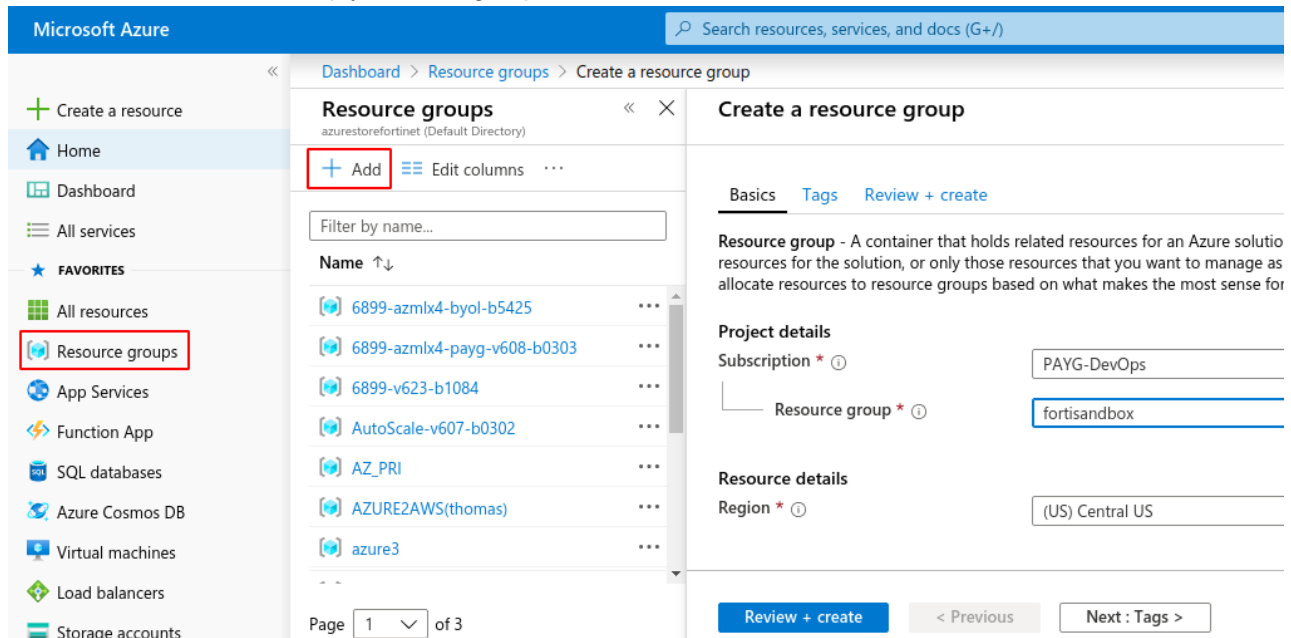 Microsoft Azure
Search resources, services, and docs (G+/)
«
Create a resource
Home
Dashboard
All services
FAVORITES
All resources
Resource groups
App Services
Function App
SQL databases
Azure Cosmos DB
Virtual machines
Load balancers
Storage accounts
Dashboard > Resource groups > Create a resource group
Resource groups « ×
azurestorefortinet (Default Directory)
+ Add Edit columns ···
Filter by name...
Name ↑↓
6899-azmlx4-byol-b5425 ···
6899-azmlx4-payg-v608-b0303 ···
6899-v623-b1084 ···
AutoScale-v607-b0302 ···
AZ_PRI ···
AZURE2AWS(thomas) ···
azure3 ···
Page 1 of 3
Create a resource group
Basics Tags Review + create
Resource group - A container that holds related resources for an Azure solutio
resources for the solution, or only those resources that you want to manage as
allocate resources to resource groups based on what makes the most sense for
Project details
Subscription * PAYG-DevOps
Resource group * fortisandbox
Resource details
Region * (US) Central US
Review + create < Previous Next : Tags >